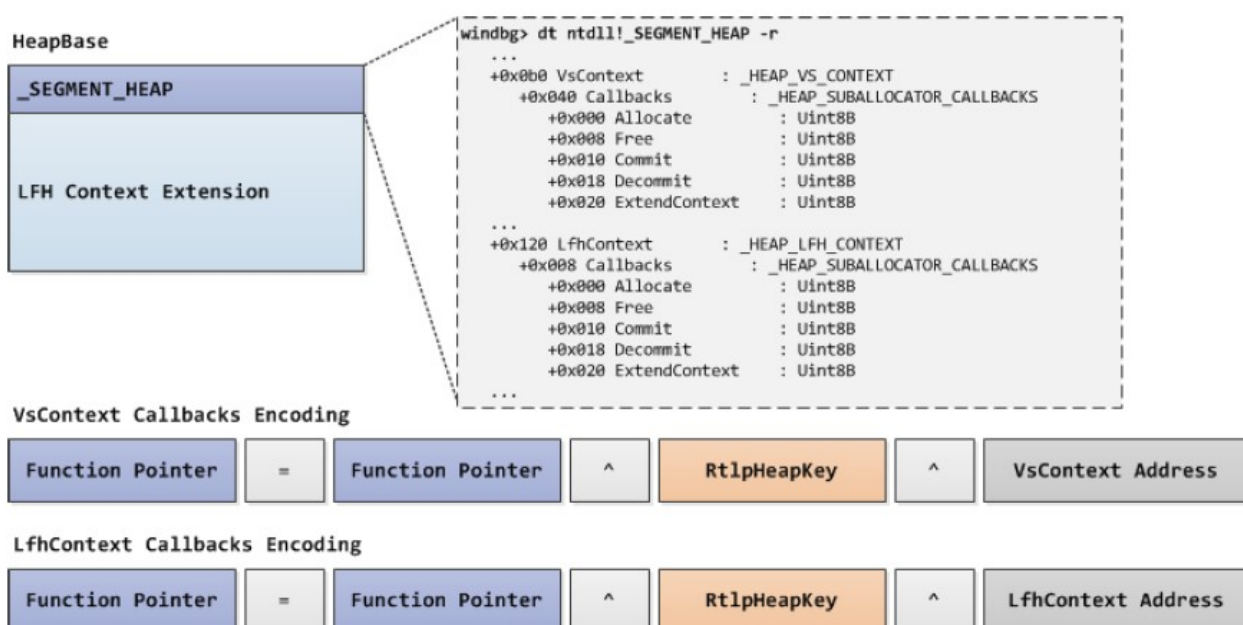 HeapBase
_SEGMENT_HEAP
LFH Context Extension
windbg> dt ntdll!_SEGMENT_HEAP -r
...
+0x0b0 VsContext : _HEAP_VS_CONTEXT
+0x040 Callbacks : _HEAP_SUBALLOCATOR_CALLBACKS
+0x000 Allocate : Uint8B
+0x008 Free : Uint8B
+0x010 Commit : Uint8B
+0x018 Decommit : Uint8B
+0x020 ExtendContext : Uint8B
...
+0x120 LfhContext : _HEAP_LFH_CONTEXT
+0x008 Callbacks : _HEAP_SUBALLOCATOR_CALLBACKS
+0x000 Allocate : Uint8B
+0x008 Free : Uint8B
+0x010 Commit : Uint8B
+0x018 Decommit : Uint8B
+0x020 ExtendContext : Uint8B
...
VsContext Callbacks Encoding
Function Pointer = Function Pointer ^ RtlpHeapKey ^ VsContext Address
LfhContext Callbacks Encoding
Function Pointer = Function Pointer ^ RtlpHeapKey ^ LfhContext Address